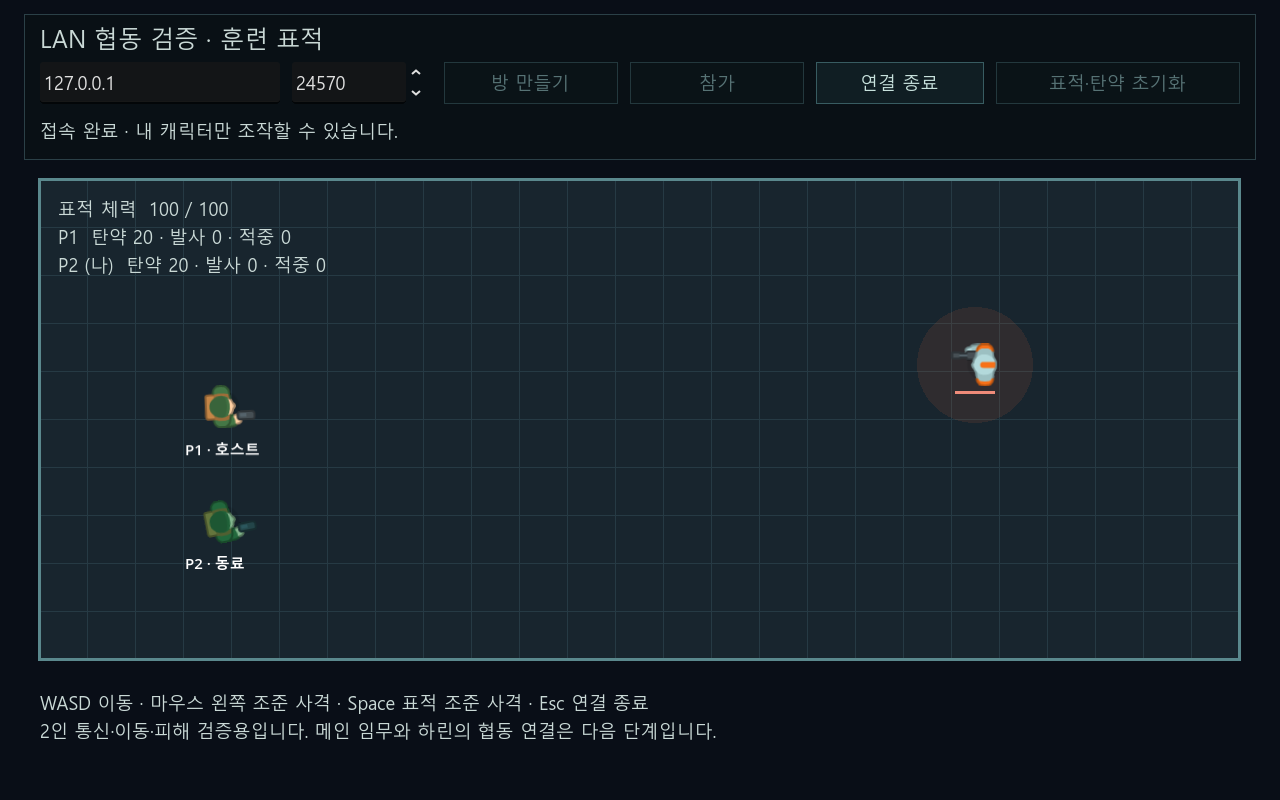 LAN 협동 검증 · 훈련 표적
127.0.0.1 24570 방 만들기 참가 연결 종료 표적·탄약 초기화
접속 완료 · 내 캐릭터만 조작할 수 있습니다.
표적 체력 100 / 100
P1 탄약 20 · 발사 0 · 적중 0
P2 (나) 탄약 20 · 발사 0 · 적중 0
P1 · 호스트
P2 · 동료
WASD 이동 · 마우스 왼쪽 조준 사격 · Space 표적 조준 사격 · Esc 연결 종료
2인 통신·이동·피해 검증용입니다. 메인 임무와 하린의 협동 연결은 다음 단계입니다.